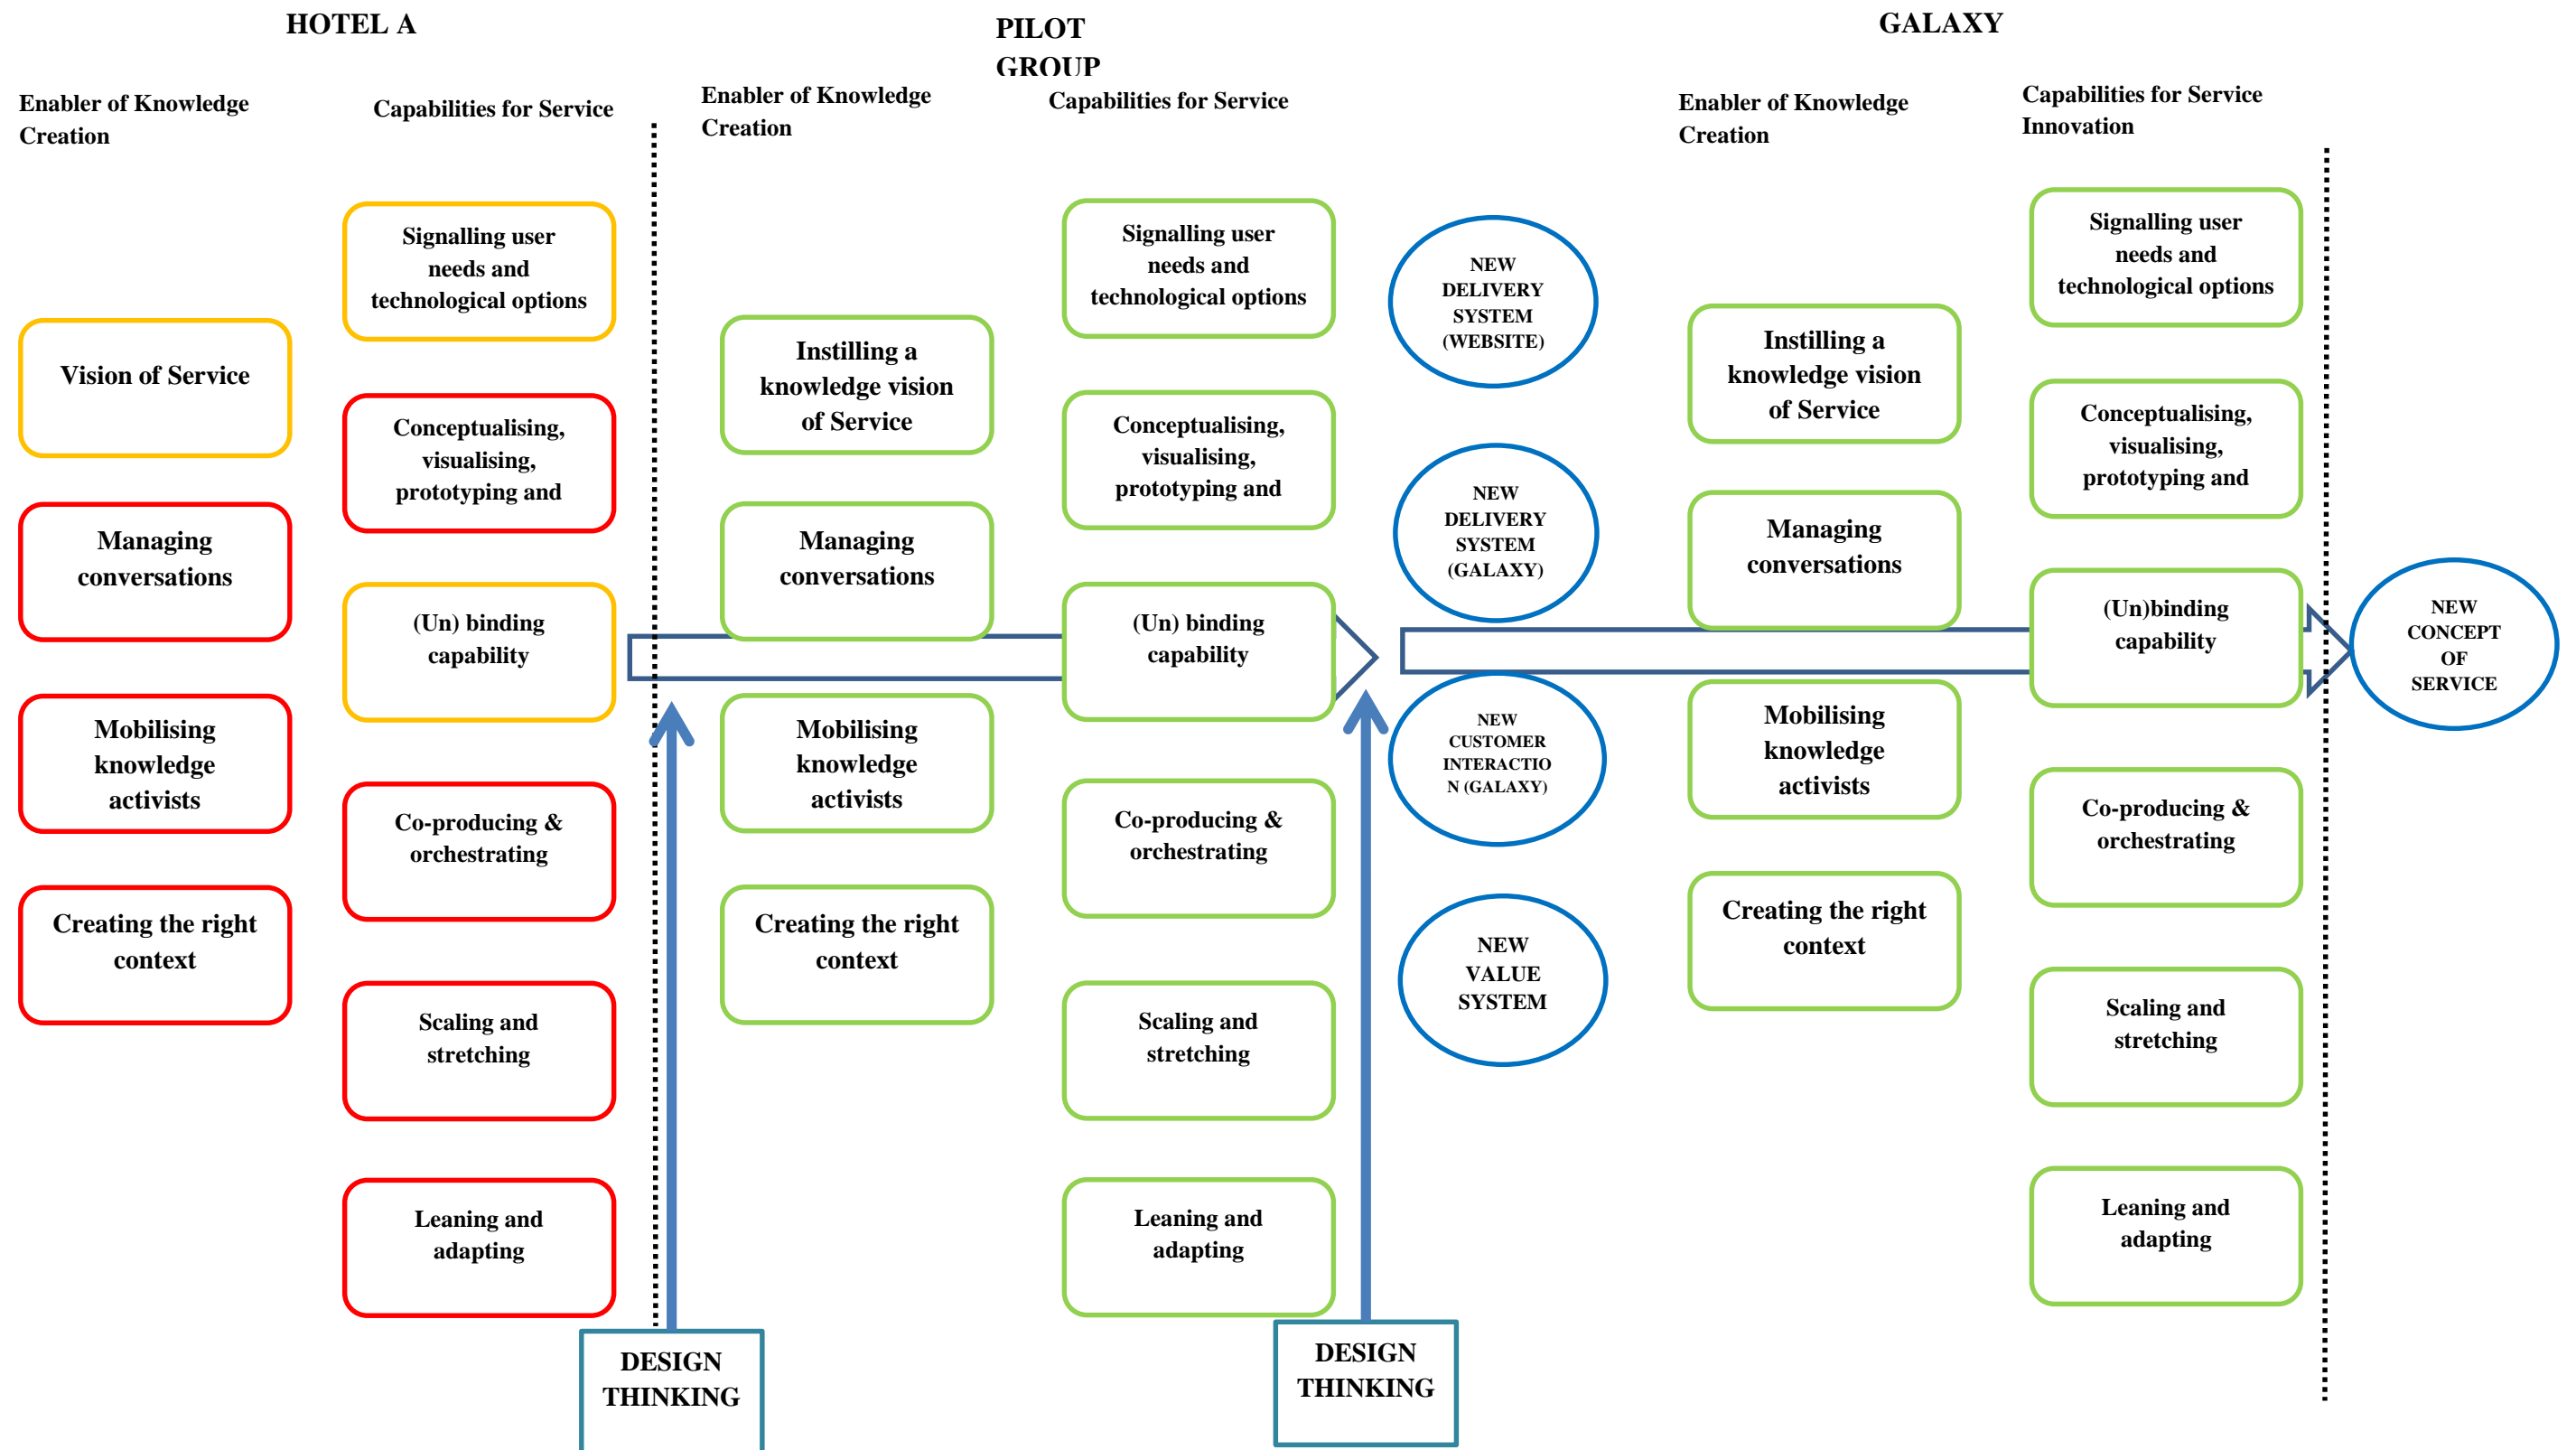 HOTEL A
Enabler of Knowledge
Creation
Capabilities for Service
Vision of Service
Managing
conversations
Mobilising
knowledge
activists
Creating the right
context
Signalling user
needs and
technological options
Conceptualising,
visualising,
prototyping and
(Un) binding
capability
Co-producing &
orchestrating
Scaling and
stretching
Leaning and
adapting
DESIGN
THINKING
PILOT
GROUP
Enabler of Knowledge
Creation
Capabilities for Service
Instilling a
knowledge vision
of Service
Managing
conversations
Mobilising
knowledge
activists
Creating the right
context
Signalling user
needs and
technological options
Conceptualising,
visualising,
prototyping and
(Un) binding
capability
Co-producing &
orchestrating
Scaling and
stretching
Leaning and
adapting
DESIGN
THINKING
NEW
DELIVERY
SYSTEM
(WEBSITE)
NEW
DELIVERY
SYSTEM
(GALAXY)
NEW
CUSTOMER
INTERACTIO
N (GALAXY)
NEW
VALUE
SYSTEM
GALAXY
Enabler of Knowledge
Creation
Capabilities for Service
Innovation
Instilling a
knowledge vision
of Service
Managing
conversations
Mobilising
knowledge
activists
Creating the right
context
Signalling user
needs and
technological options
Conceptualising,
visualising,
prototyping and
(Un)binding
capability
Co-producing &
orchestrating
Scaling and
stretching
Leaning and
adapting
NEW
CONCEPT
OF
SERVICE